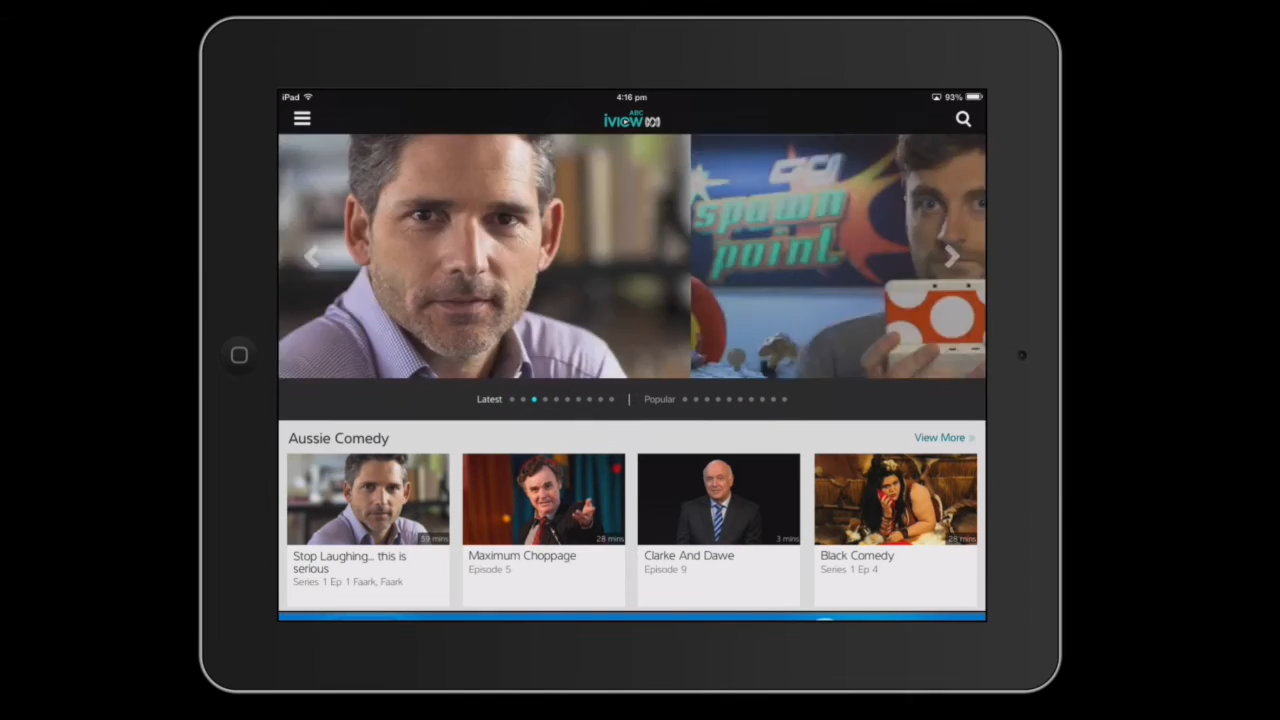 iPad
4:16 pm
93%
ABC
iview
GGI
spawn
point
Latest
Popular
Aussie Comedy
View More
59 mins
28 mins
3 mins
28 mins
Stop Laughing... this is
serious
Series 1 Ep 1 Faark, Faark
Maximum Choppage
Episode 5
Clarke And Dawe
Episode 9
Black Comedy
Series 1 Ep 4